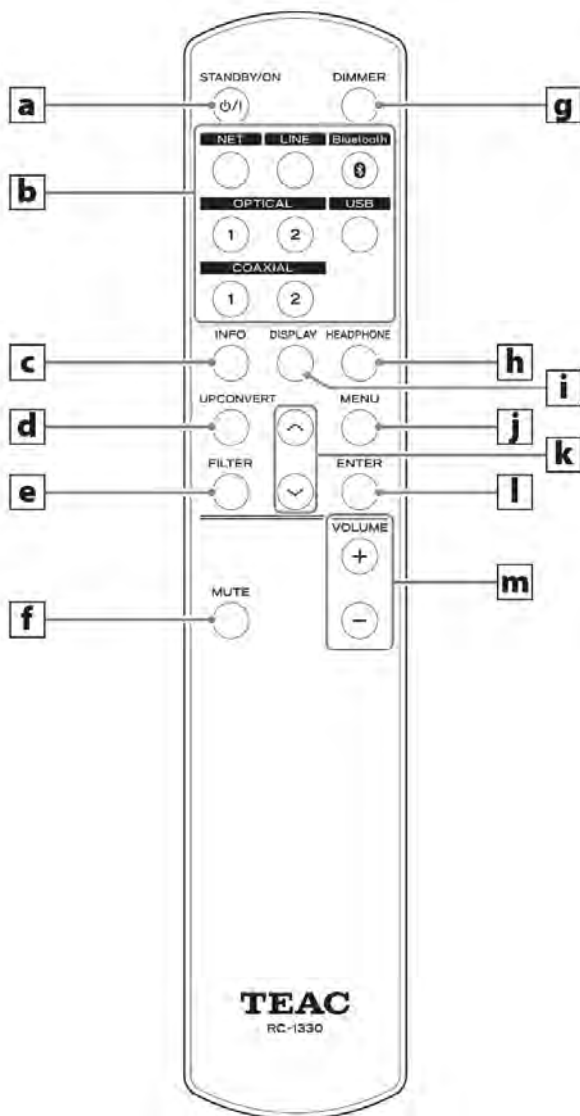 STANDBY/ON DIMMER
a
⏻/I
g
NET LINE Bluetooth
b
OPTICAL USB
1 2
COAXIAL
1 2
INFO DISPLAY HEADPHONE
c
h
i
UPCONVERT MENU
d
j
k
FILTER ENTER
e
l
VOLUME
+
m
MUTE
f
−
TEAC
RC-1330